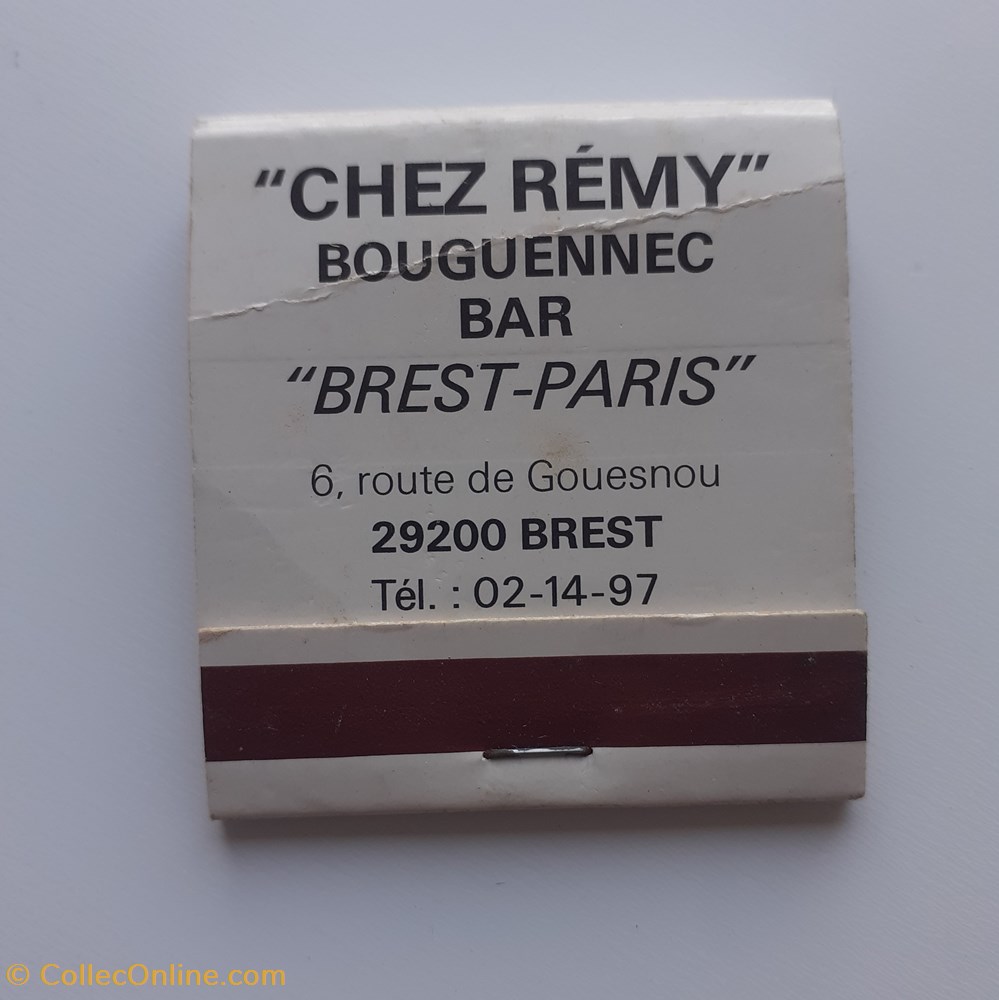 "CHEZ RÉMY"
BOUGUENNEC
BAR
"BREST-PARIS"
6, route de Gouesnou
29200 BREST
Tél. : 02-14-97
© CollecOnline.com